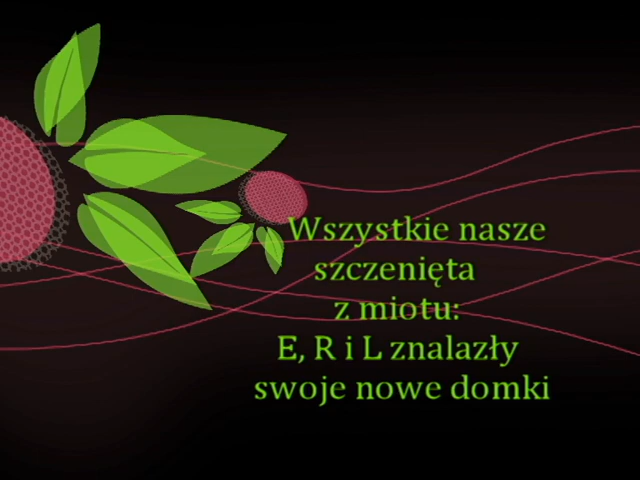 Wszystkie nasze
szczenięta
z miotu:
E, R i L znalazły
swoje nowe domki